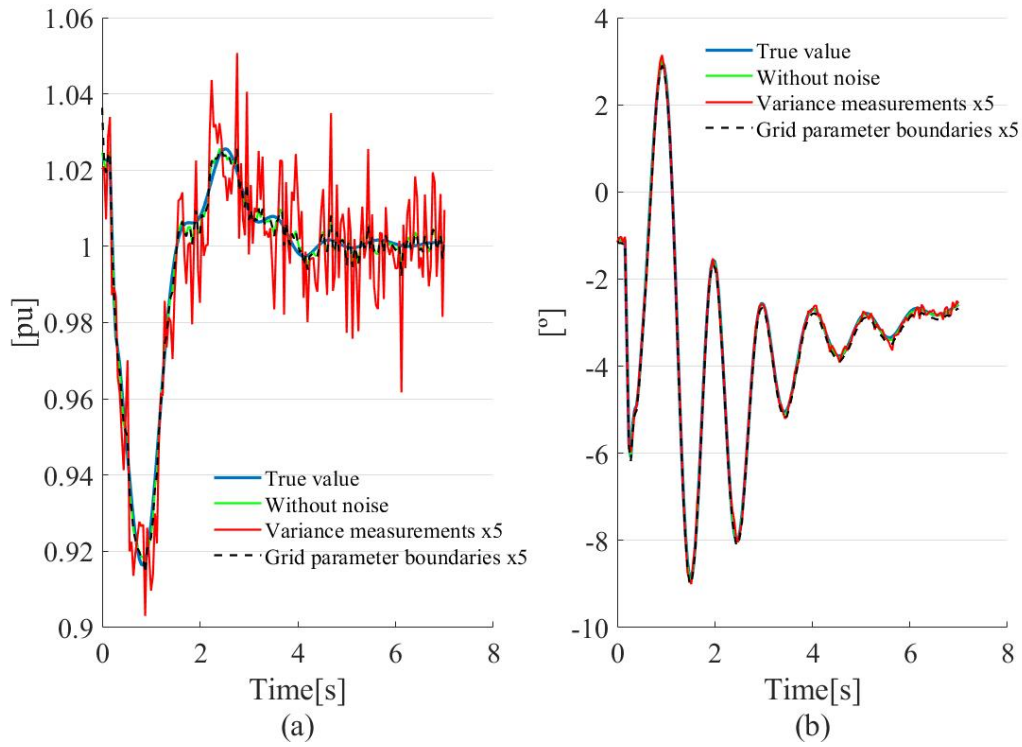 1.06
1.04
1.02
1
0.98
0.96
0.94
0.92
0.9
[pu]
True value
Without noise
Variance measurements x5
Grid parameter boundaries x5
0 2 4 6 8
Time[s]
(a)
4
2
0
-2
-4
-6
-8
-10
[º]
True value
Without noise
Variance measurements x5
Grid parameter boundaries x5
0 2 4 6 8
Time[s]
(b)